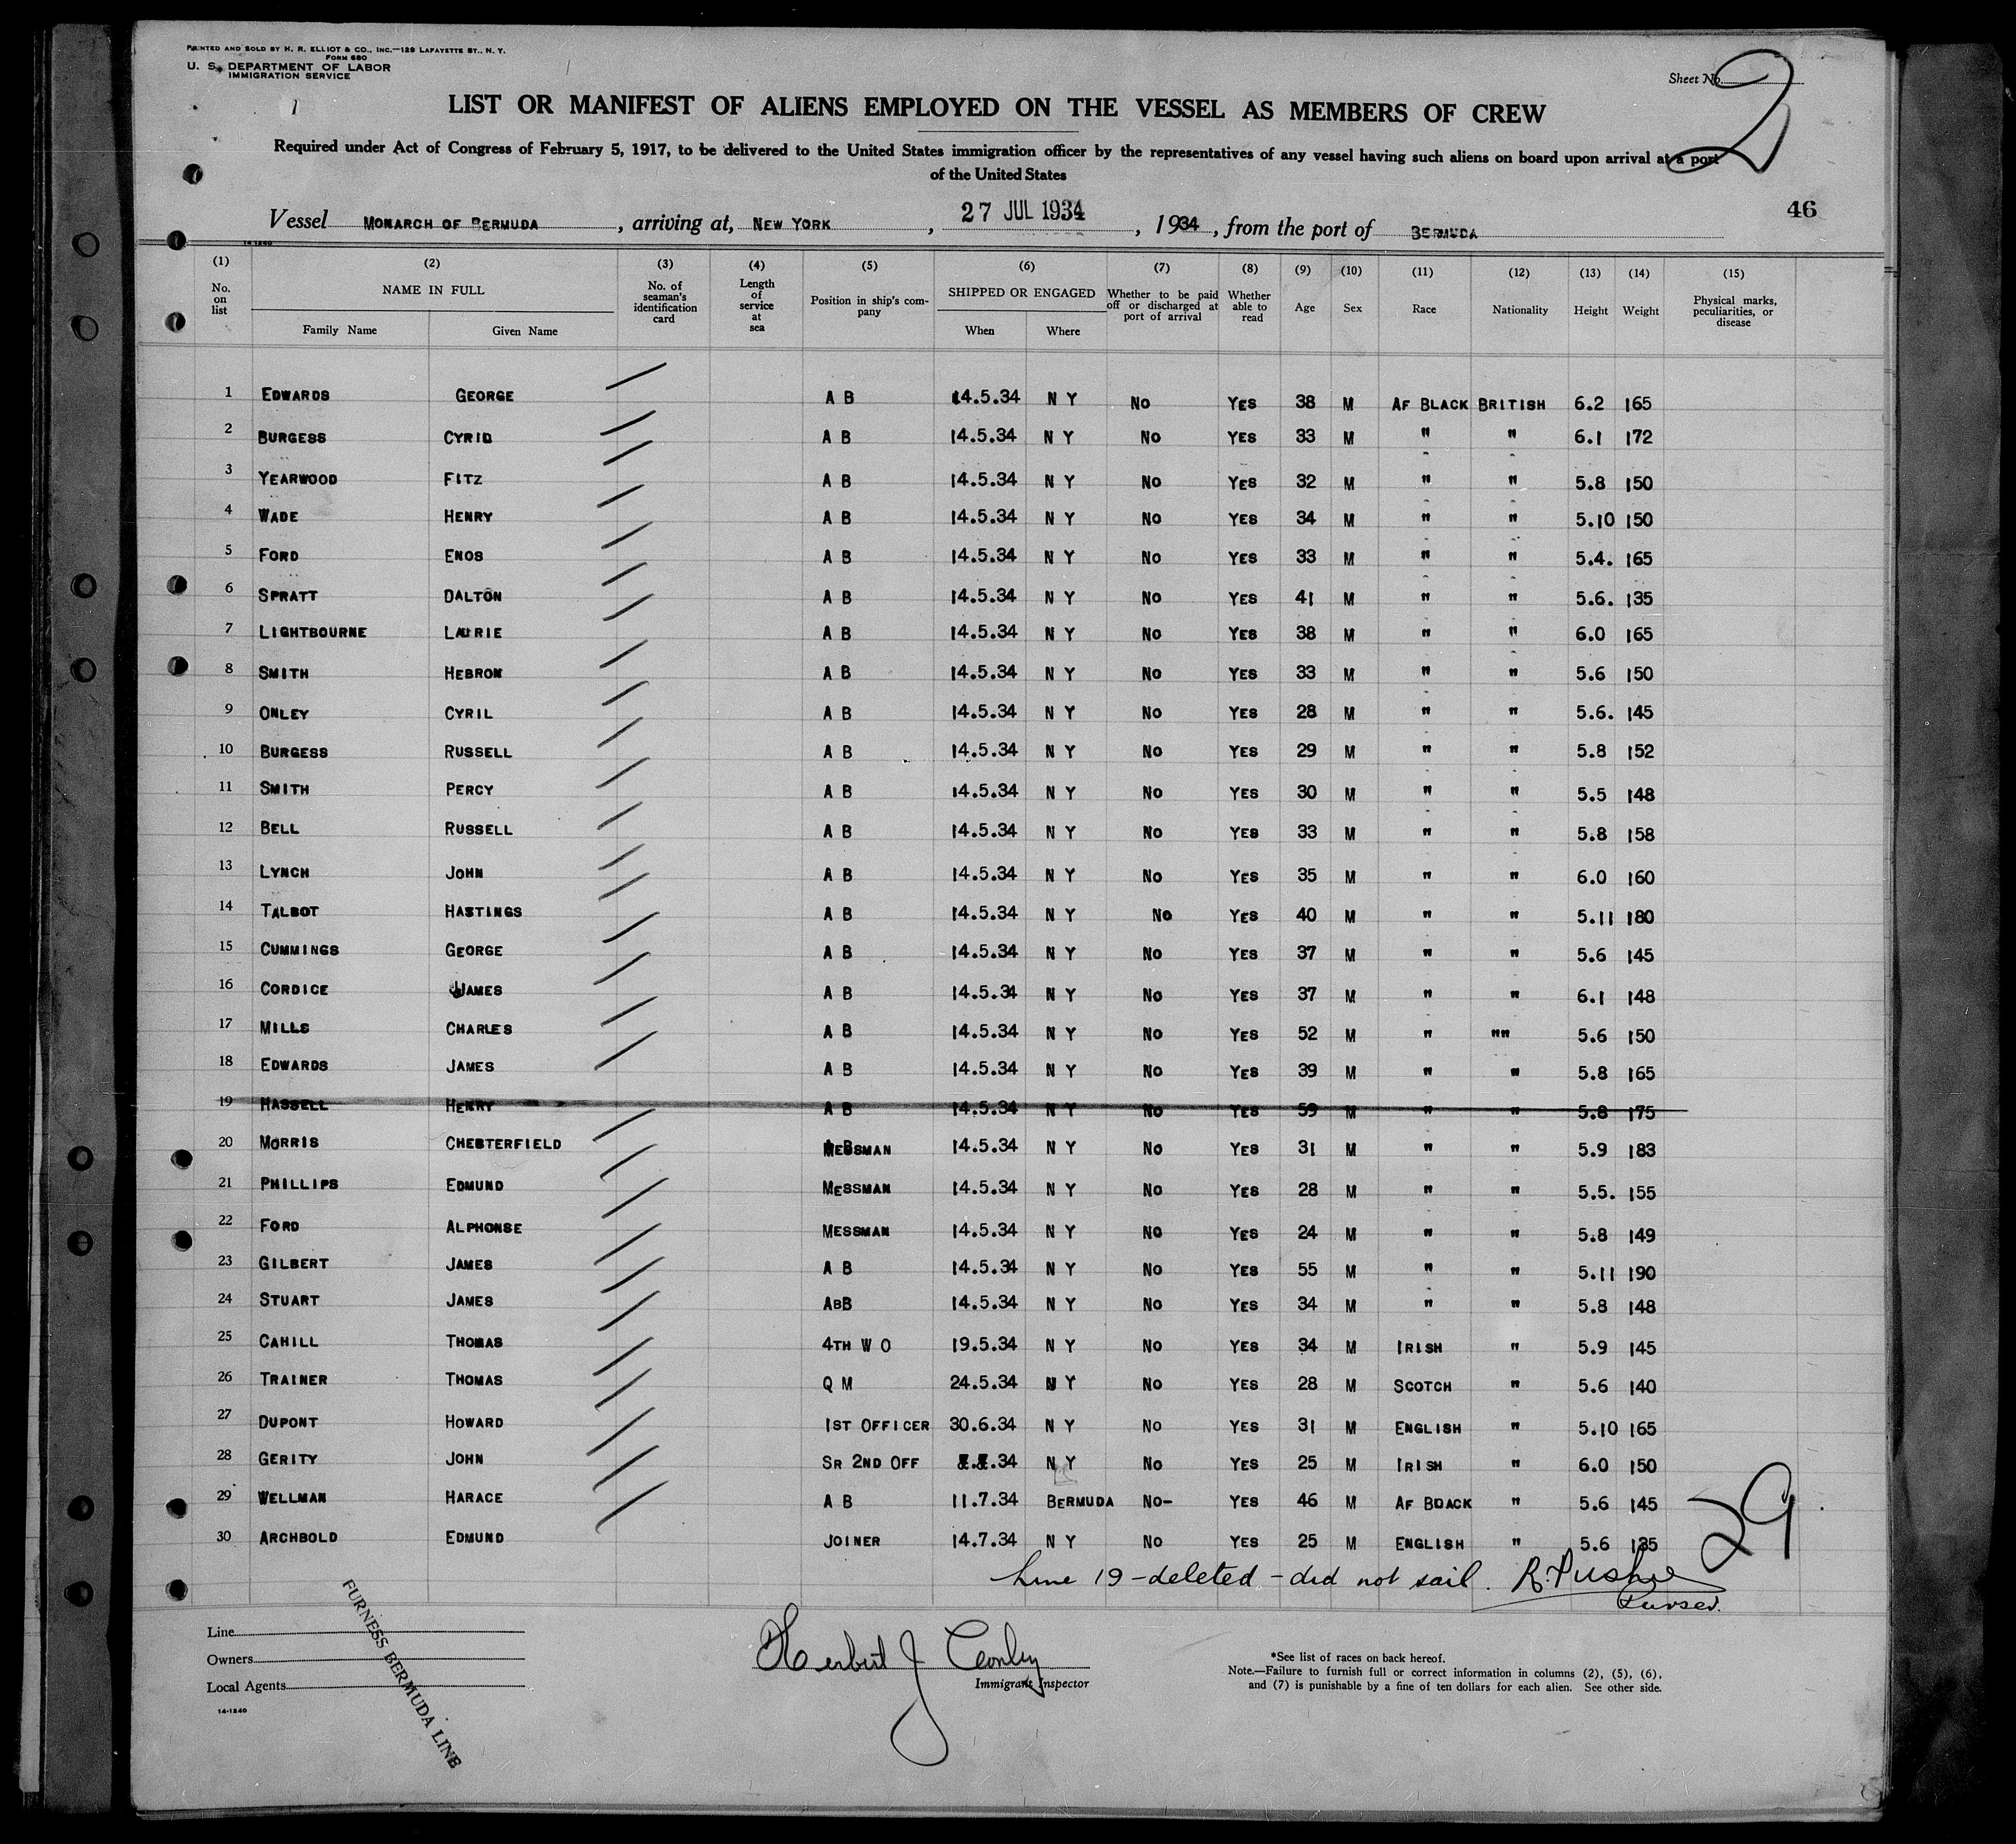 PRINTED AND SOLD BY H. R. ELLIOT & CO., INC.—129 LAFAYETTE ST., N. Y.
FORM 680
U. S. DEPARTMENT OF LABOR
IMMIGRATION SERVICE
Sheet No. 2
LIST OR MANIFEST OF ALIENS EMPLOYED ON THE VESSEL AS MEMBERS OF CREW
Required under Act of Congress of February 5, 1917, to be delivered to the United States immigration officer by the representatives of any vessel having such aliens on board upon arrival at a port
of the United States
46
Vessel MONARCH OF BERMUDA, arriving at, NEW YORK, 27 JUL 1934, 1934, from the port of BERMUDA
14-1240
(1) (2) (3) (4) (5) (6) (7) (8) (9) (10) (11) (12) (13) (14) (15)
No. on list NAME IN FULL Family Name Given Name No. of seaman's identification card Length of service at sea Position in ship's company SHIPPED OR ENGAGED When Where Whether to be paid off or discharged at port of arrival Whether able to read Age Sex Race Nationality Height Weight Physical marks, peculiarities, or disease
1 EDWARDS GEORGE A B 14.5.34 N Y NO YES 38 M AF BLACK BRITISH 6.2 165
2 BURGESS CYRID A B 14.5.34 N Y NO YES 33 M " " 6.1 172
3 YEARWOOD FITZ A B 14.5.34 N Y NO YES 32 M " " 5.8 150
4 WADE HENRY A B 14.5.34 N Y NO YES 34 M " " 5.10 150
5 FORD ENOS A B 14.5.34 N Y NO YES 33 M " " 5.4. 165
6 SPRATT DALTON A B 14.5.34 N Y NO YES 41 M " " 5.6. 135
7 LIGHTBOURNE LAURIE A B 14.5.34 N Y NO YES 38 M " " 6.0 165
8 SMITH HEBRON A B 14.5.34 N Y NO YES 33 M " " 5.6 150
9 ONLEY CYRIL A B 14.5.34 N Y NO YES 28 M " " 5.6. 145
10 BURGESS RUSSELL A B 14.5.34 N Y NO YES 29 M " " 5.8 152
11 SMITH PERCY A B 14.5.34 N Y NO YES 30 M " " 5.5 148
12 BELL RUSSELL A B 14.5.34 N Y NO YES 33 M " " 5.8 158
13 LYNCH JOHN A B 14.5.34 N Y NO YES 35 M " " 6.0 160
14 TALBOT HASTINGS A B 14.5.34 N Y NO YES 40 M " " 5.11 180
15 CUMMINGS GEORGE A B 14.5.34 N Y NO YES 37 M " " 5.6 145
16 CORDICE JAMES A B 14.5.34 N Y NO YES 37 M " " 6.1 148
17 MILLS CHARLES A B 14.5.34 N Y NO YES 52 M " "" 5.6 150
18 EDWARDS JAMES A B 14.5.34 N Y NO YES 39 M " " 5.8 165
19 HASSELL HENRY A B 14.5.34 N Y NO YES 59 M " " 5.8 175
20 MORRIS CHESTERFIELD MESSMAN 14.5.34 N Y NO YES 31 M " " 5.9 183
21 PHILLIPS EDMUND MESSMAN 14.5.34 N Y NO YES 28 M " " 5.5. 155
22 FORD ALPHONSE MESSMAN 14.5.34 N Y NO YES 24 M " " 5.8 149
23 GILBERT JAMES A B 14.5.34 N Y NO YES 55 M " " 5.11 190
24 STUART JAMES ABB 14.5.34 N Y NO YES 34 M " " 5.8 148
25 CAHILL THOMAS 4TH W O 19.5.34 N Y NO YES 34 M IRISH " 5.9 145
26 TRAINER THOMAS Q M 24.5.34 N Y NO YES 28 M SCOTCH " 5.6 140
27 DUPONT HOWARD 1ST OFFICER 30.6.34 N Y NO YES 31 M ENGLISH " 5.10 165
28 GERITY JOHN SR 2ND OFF .34 N Y NO YES 25 M IRISH " 6.0 150
29 WELLMAN HARACE A B 11.7.34 BERMUDA NO- YES 46 M AF BDACK " 5.6 145
30 ARCHBOLD EDMUND JOINER 14.7.34 N Y NO YES 25 M ENGLISH " 5.6 135
29
Line 19 - deleted - did not sail. R. Pusher
Purser.
Line
Owners
Local Agents
14-1240
FURNESS BERMUDA LINE
Herbert J Conley
Immigrant Inspector
*See list of races on back hereof.
Note.—Failure to furnish full or correct information in columns (2), (5), (6),
and (7) is punishable by a fine of ten dollars for each alien. See other side.